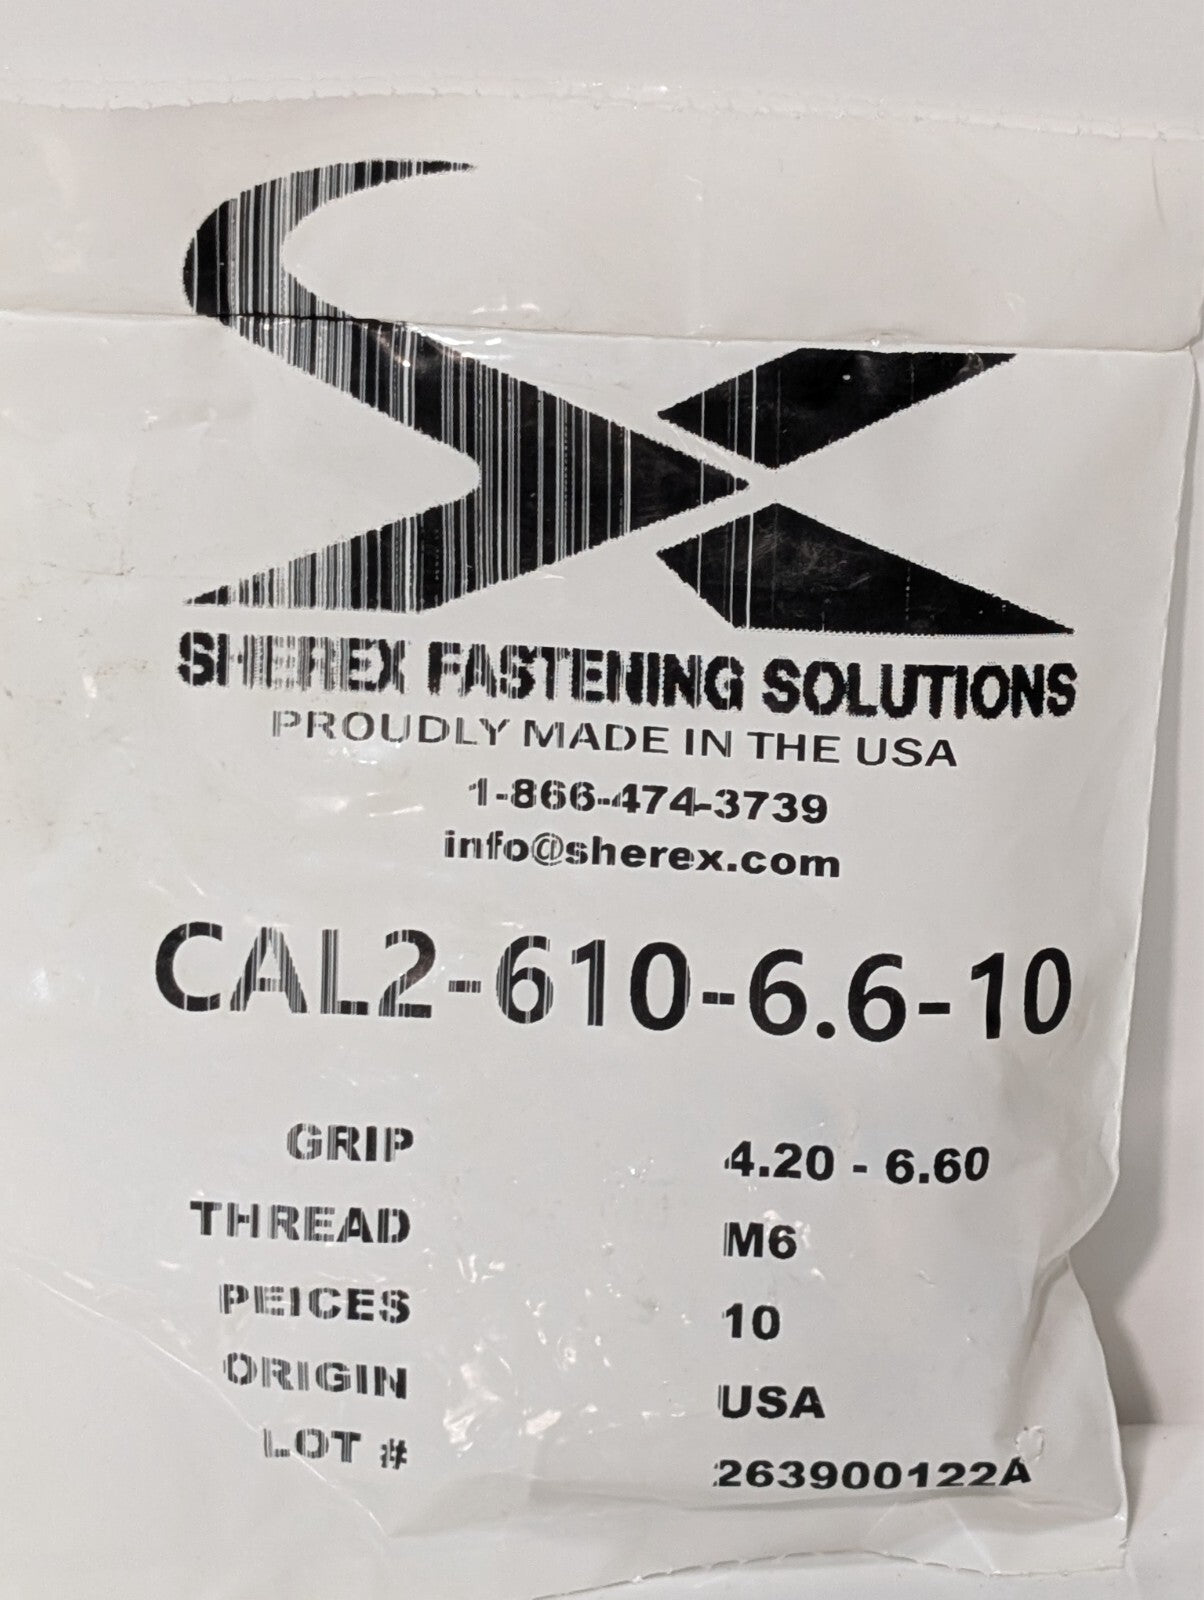 SHEREX FASTENING SOLUTIONS
PROUDLY MADE IN THE USA
1-866-474-3739
info@sherex.com
CAL2-610-6.6-10
GRIP 4.20 - 6.60
THREAD M6
PEICES 10
ORIGIN USA
LOT # 263900122A